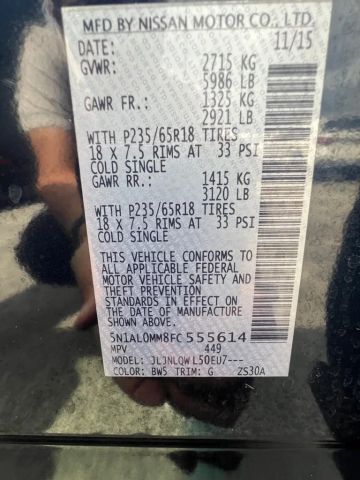 MFD BY NISSAN MOTOR CO., LTD.
DATE: 11/15
GVWR: 2715 KG
5986 LB
GAWR FR.: 1325 KG
2921 LB
WITH P235/65R18 TIRES
18 X 7.5 RIMS AT 33 PSI
COLD SINGLE
GAWR RR.: 1415 KG
3120 LB
WITH P235/65R18 TIRES
18 X 7.5 RIMS AT 33 PSI
COLD SINGLE
THIS VEHICLE CONFORMS TO
ALL APPLICABLE FEDERAL
MOTOR VEHICLE SAFETY AND
THEFT PREVENTION
STANDARDS IN EFFECT ON
THE DATE OF MANUFACTURE
SHOWN ABOVE.
5N1AL0MM8FC555614
MPV 449
MODEL: JLJNLQWL50EU7---
COLOR: BW5 TRIM: G ZS30A